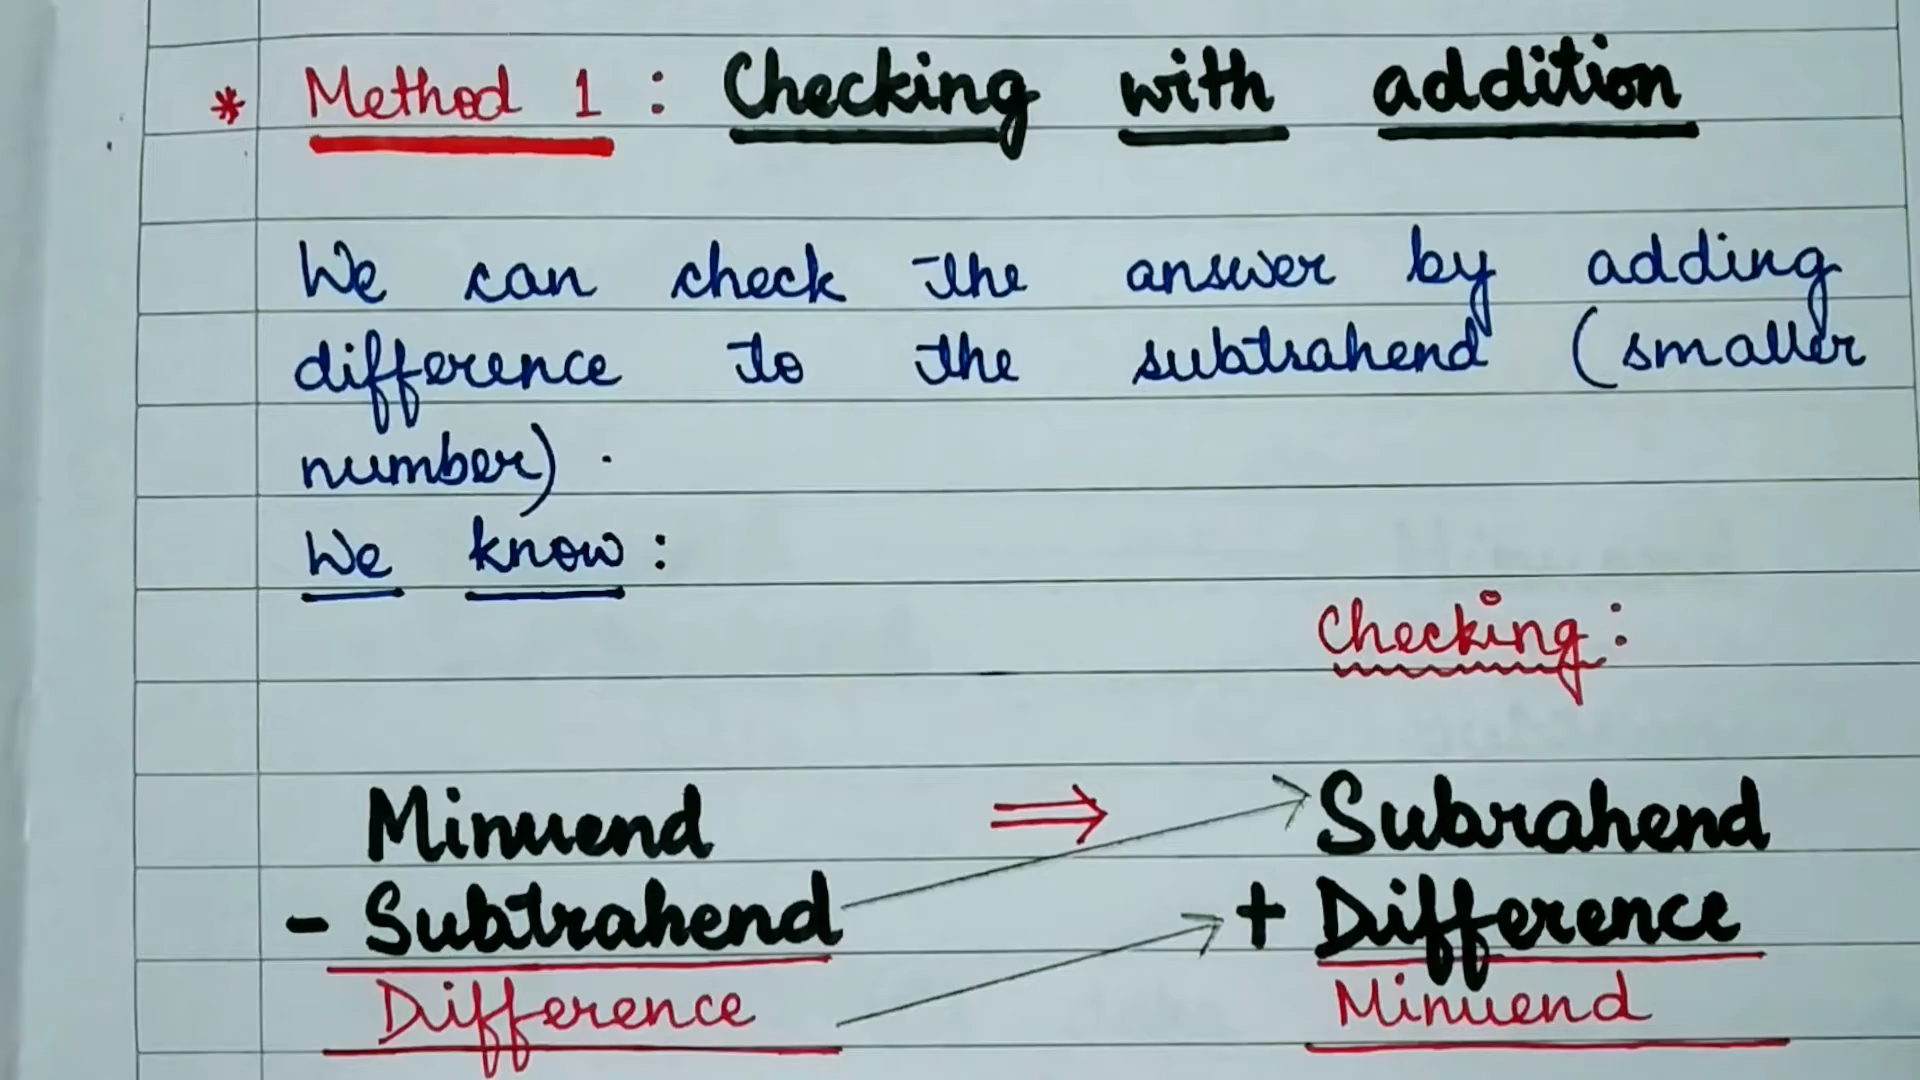 * Method 1 : Checking with addition
We can check the answer by adding
difference to the subtrahend (smaller
number).
We know :
Checking :
Minuend ⇒ Subrahend
- Subtrahend + Difference
Difference Minuend